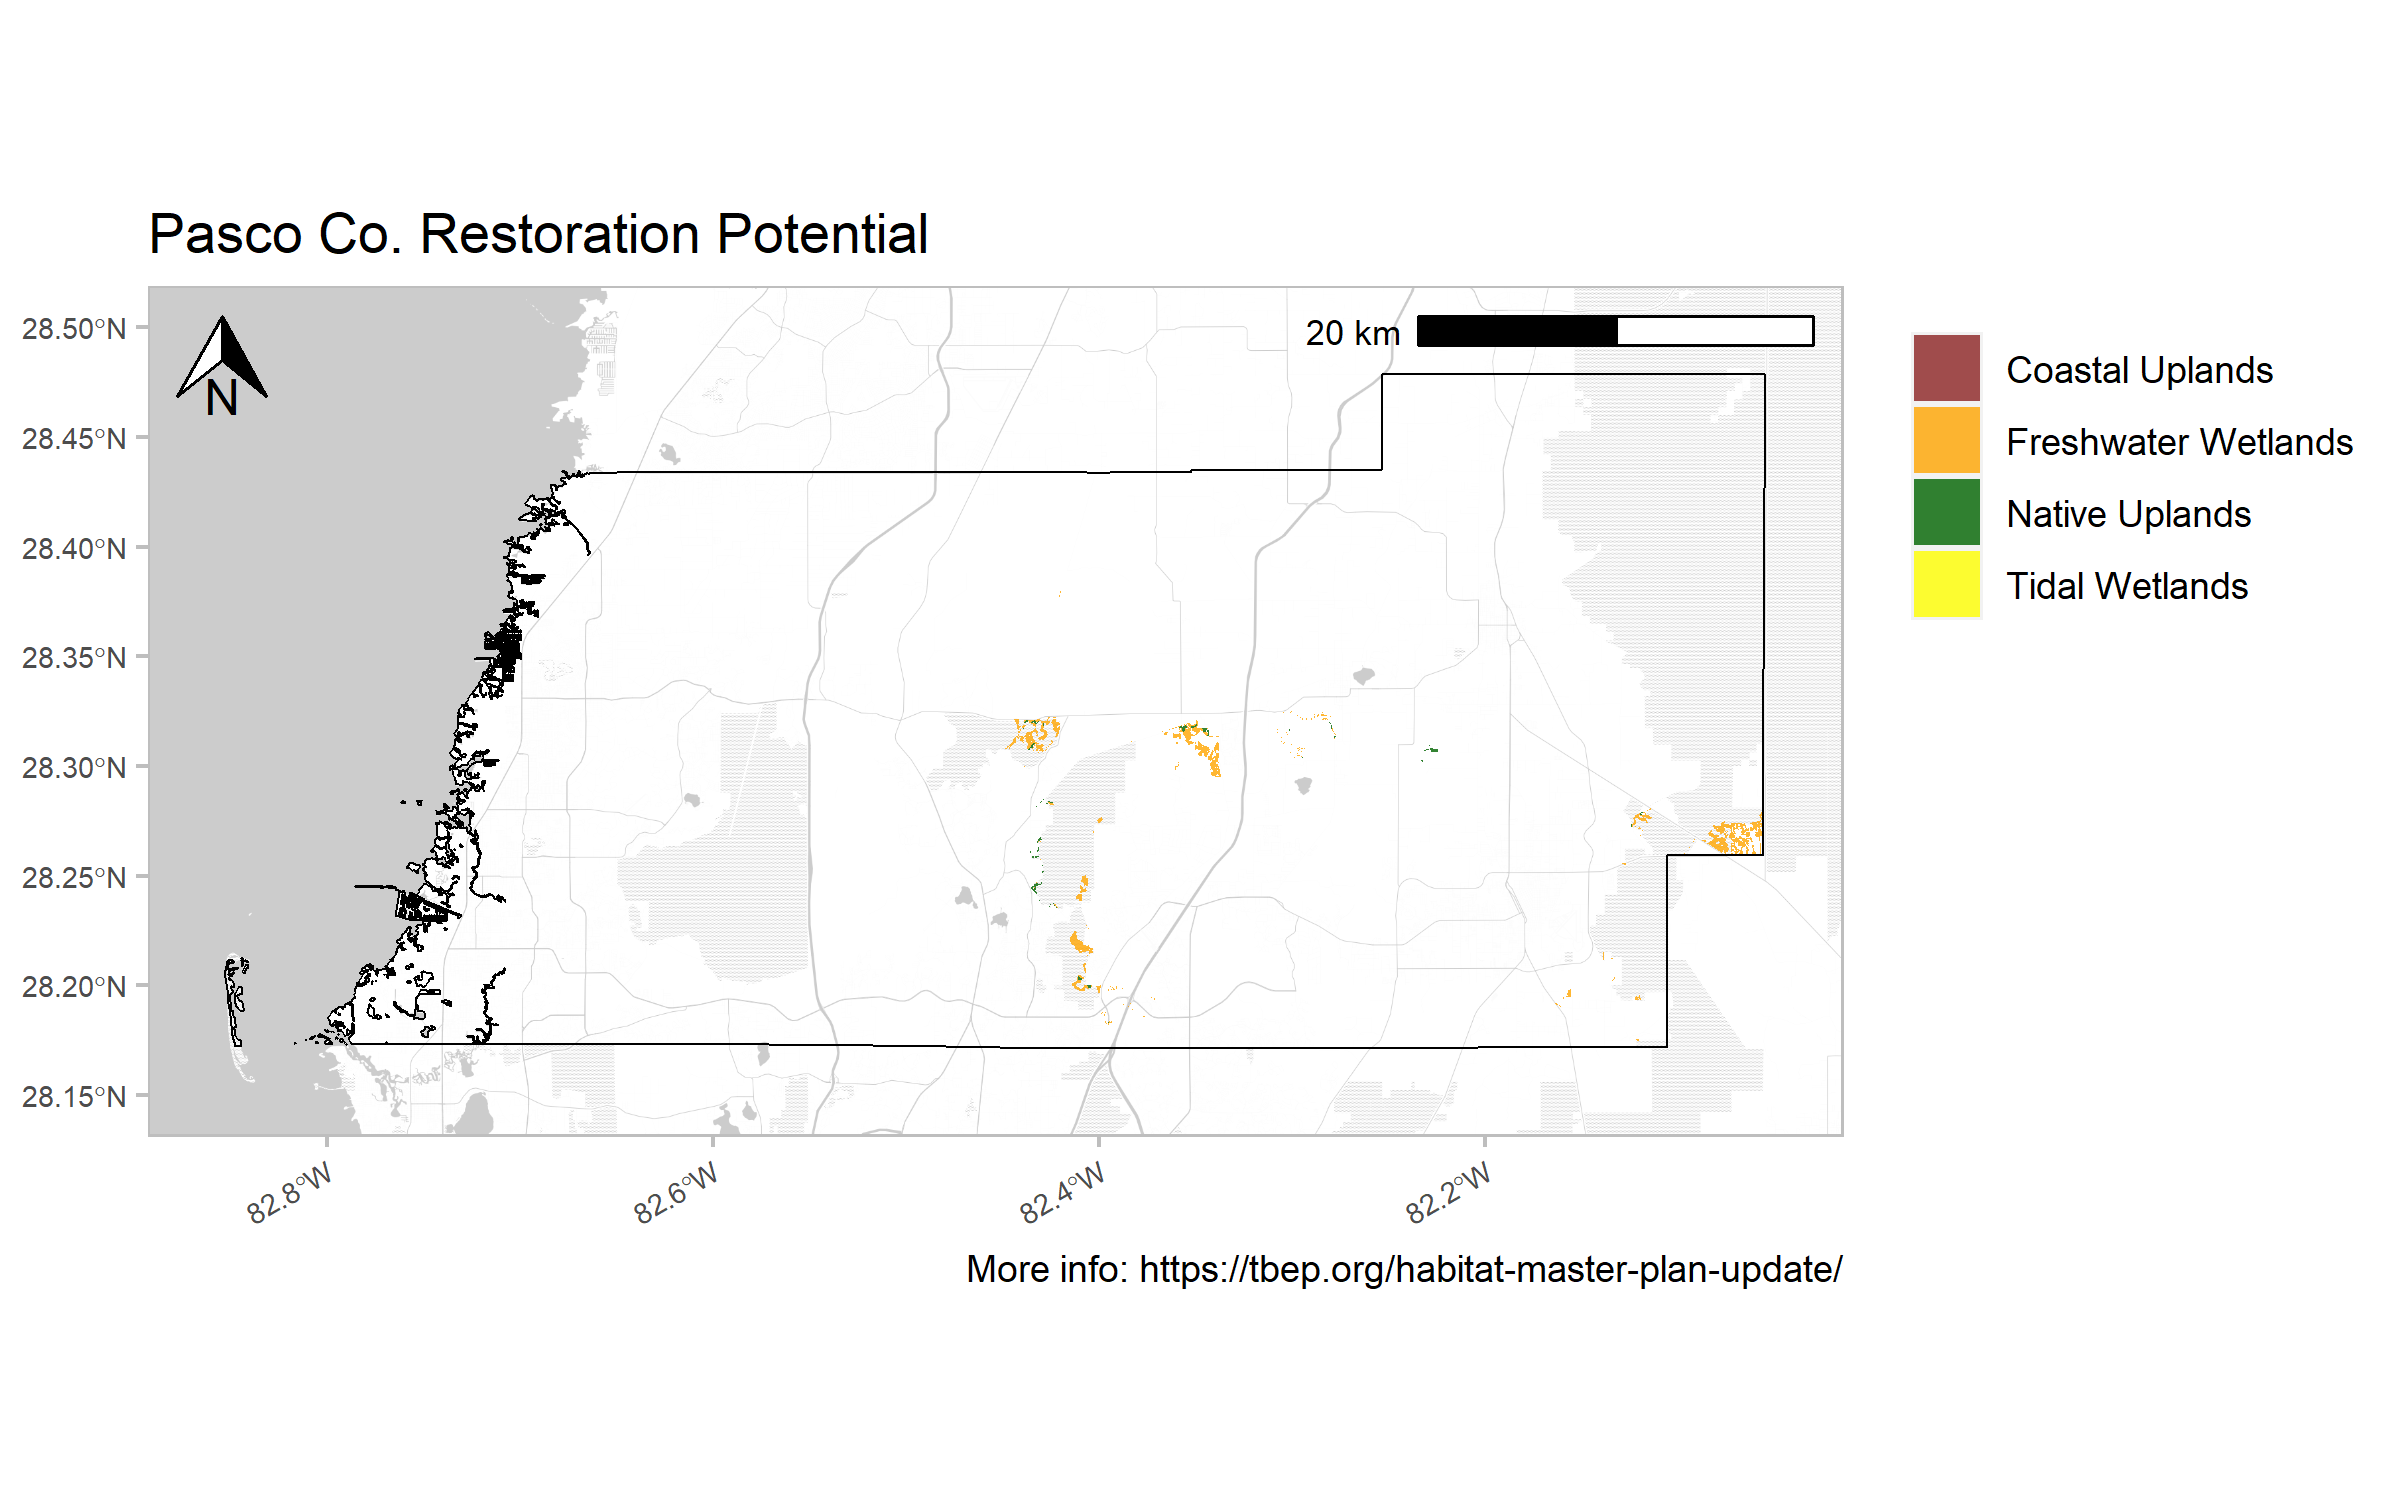 Pasco Co. Restoration Potential
28.50°N
28.45°N
28.40°N
28.35°N
28.30°N
28.25°N
28.20°N
28.15°N
N
20 km
82.8°W
82.6°W
82.4°W
82.2°W
Coastal Uplands
Freshwater Wetlands
Native Uplands
Tidal Wetlands
More info: https://tbep.org/habitat-master-plan-update/